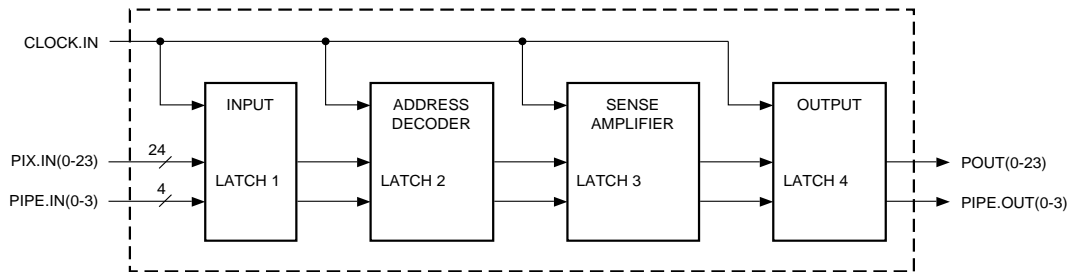 CLOCK.IN
INPUT
ADDRESS
DECODER
SENSE
AMPLIFIER
OUTPUT
PIX.IN(0-23)
24
PIPE.IN(0-3)
4
LATCH 1
LATCH 2
LATCH 3
LATCH 4
POUT(0-23)
PIPE.OUT(0-3)